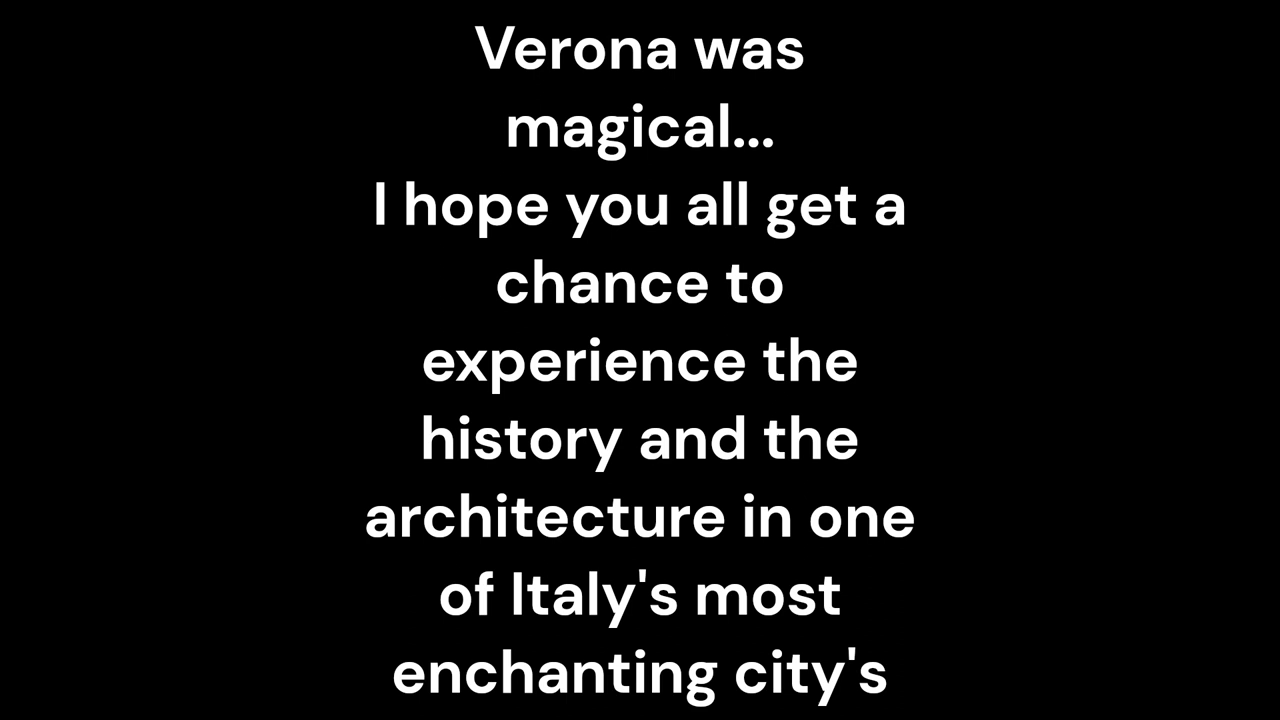 Verona was
magical...
I hope you all get a
chance to
experience the
history and the
architecture in one
of Italy's most
enchanting city's